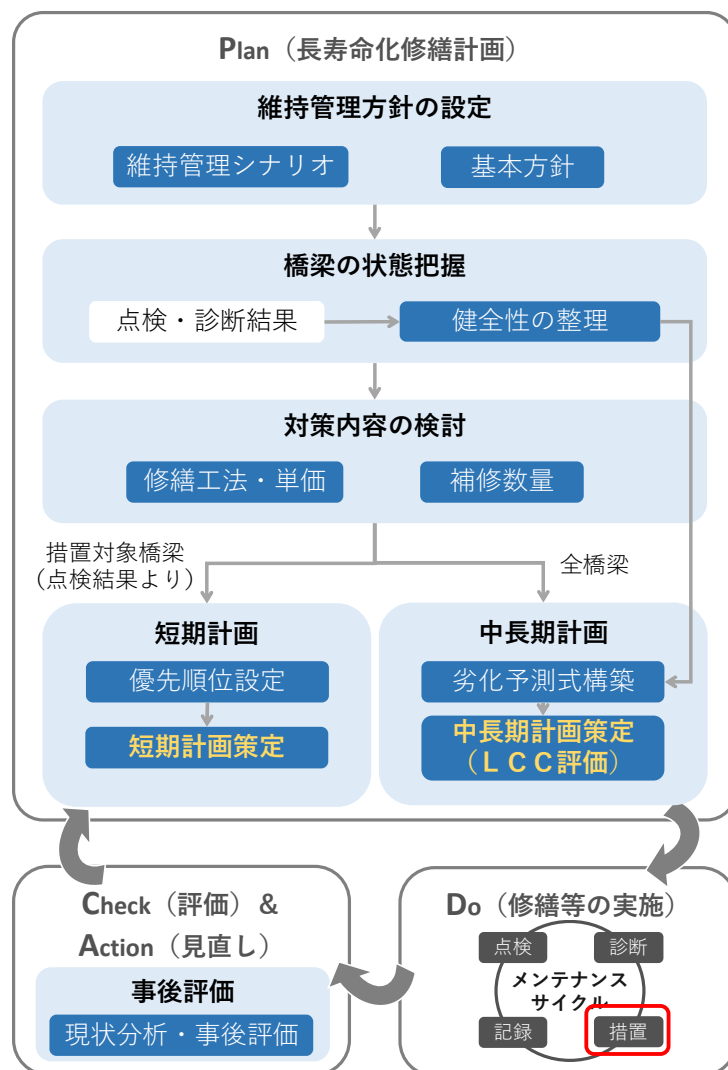 Plan（長寿命化修繕計画）
維持管理方針の設定
維持管理シナリオ
基本方針
橋梁の状態把握
点検・診断結果
健全性の整理
対策内容の検討
修繕工法・単価
補修数量
措置対象橋梁
（点検結果より）
全橋梁
短期計画
優先順位設定
短期計画策定
中長期計画
劣化予測式構築
中長期計画策定
（ＬＣＣ評価）
Check（評価）＆
Action（見直し）
事後評価
現状分析・事後評価
Do（修繕等の実施）
点検
診断
メンテナンス
サイクル
記録
措置